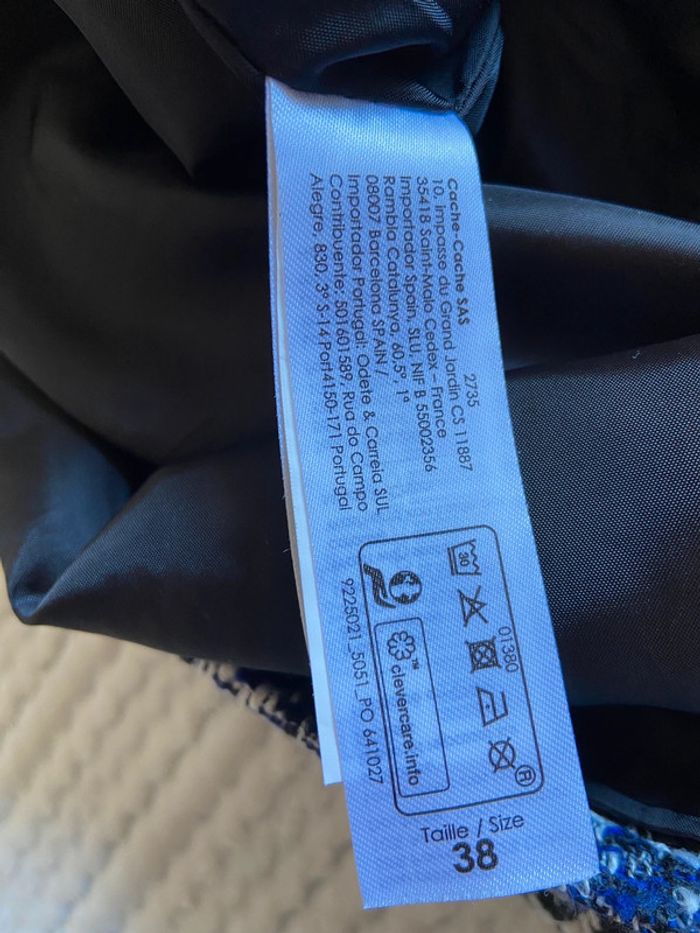 2735
Cache-Cache SAS
10, impasse du Grand Jardin CS 11887
35418 Saint-Malo Cedex - France
Importador Spain, SLU, NIF B 55002356
Rambla Catalunya, 60,5º, 1ª
08007 Barcelona SPAIN /
Importador Portugal: Odete & Carreia SUL
Contribuente: 501601589, Rua do Campo
Alegre, 830, 3º S-14,Port4150-171 Portugal
01380
30
®
™clevercare.info
9225021_5051_PO 641027
Taille / Size
38